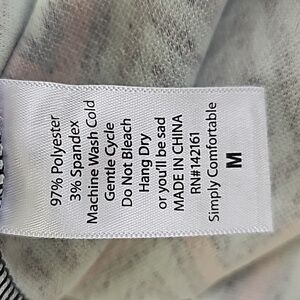 97% Polyester
3% Spandex
Machine Wash Cold
Gentle Cycle
Do Not Bleach
Hang Dry
or you'll be sad
MADE IN CHINA
RN#142161
Simply Comfortable
M